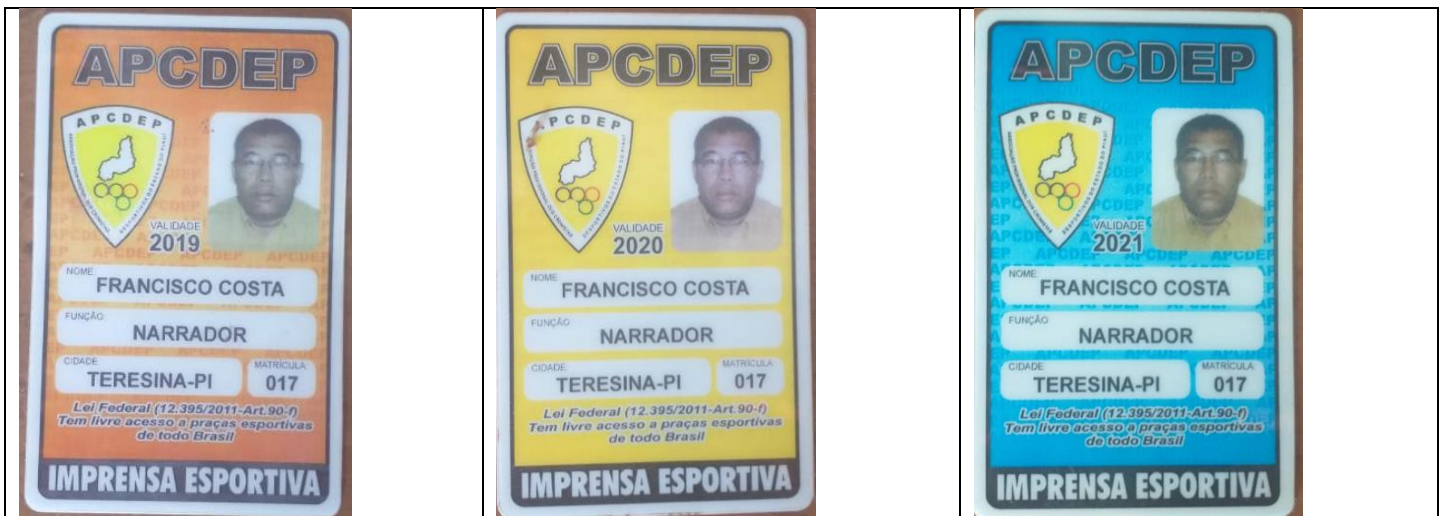 APCDEP
APCDEP
VALIDADE
2019
NOME
FRANCISCO COSTA
FUNÇÃO
NARRADOR
CIDADE
TERESINA-PI
MATRÍCULA
017
Lei Federal (12.395/2011-Art.90-f)
Tem livre acesso a praças esportivas
de todo Brasil
IMPRENSA ESPORTIVA
APCDEP
APCDEP
VALIDADE
2020
NOME
FRANCISCO COSTA
FUNÇÃO
NARRADOR
CIDADE
TERESINA-PI
MATRÍCULA
017
Lei Federal (12.395/2011-Art.90-f)
Tem livre acesso a praças esportivas
de todo Brasil
IMPRENSA ESPORTIVA
APCDEP
APCDEP
VALIDADE
2021
NOME
FRANCISCO COSTA
FUNÇÃO
NARRADOR
CIDADE
TERESINA-PI
MATRÍCULA
017
Lei Federal (12.395/2011-Art.90-f)
Tem livre acesso a praças esportivas
de todo Brasil
IMPRENSA ESPORTIVA